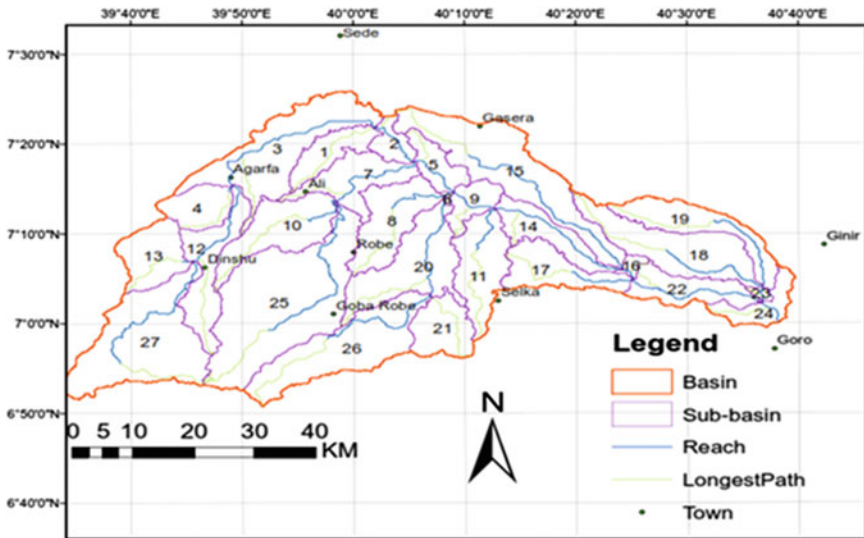 39°40'0"E 39°50'0"E 40°0'0"E 40°10'0"E 40°20'0"E 40°30'0"E 40°40'0"E
7°30'0"N
7°20'0"N
7°10'0"N
7°0'0"N
6°50'0"N
6°40'0"N
Sede
Gasera
3
2
1
5
Agarfa
7
15
Ali
4
6
9
19
8
10
14
Ginir
12
Robe
13
Dinshu
18
20
11
17
16
22
23
25
Goba Robe
Selka
24
21
27
26
Goro
Legend
Basin
Sub-basin
Reach
LongestPath
Town
N
0 5 10 20 30 40
KM